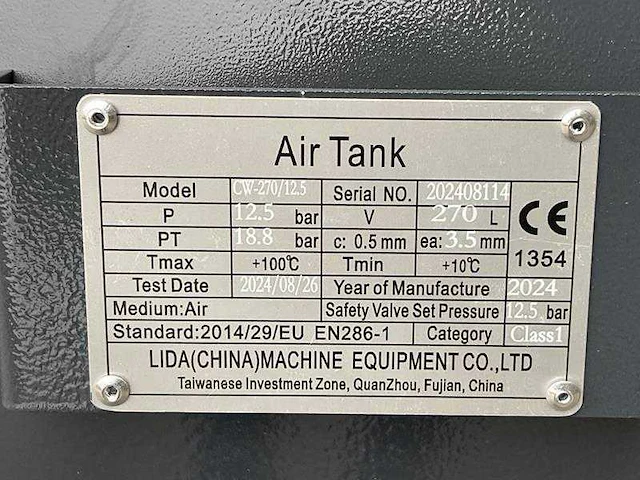 Air Tank
Model CW-270/12.5 Serial NO. 202408114
P 12.5 bar V 270 L
PT 18.8 bar c: 0.5mm ea: 3.5 mm
CE 1354
Tmax +100℃ Tmin +10℃
Test Date 2024/08/26 Year of Manufacture 2024
Medium:Air Safety Valve Set Pressure 12.5 bar
Standard:2014/29/EU EN286-1 Category Class1
LIDA(CHINA)MACHINE EQUIPMENT CO.,LTD
Taiwanese Investment Zone, QuanZhou, Fujian, China